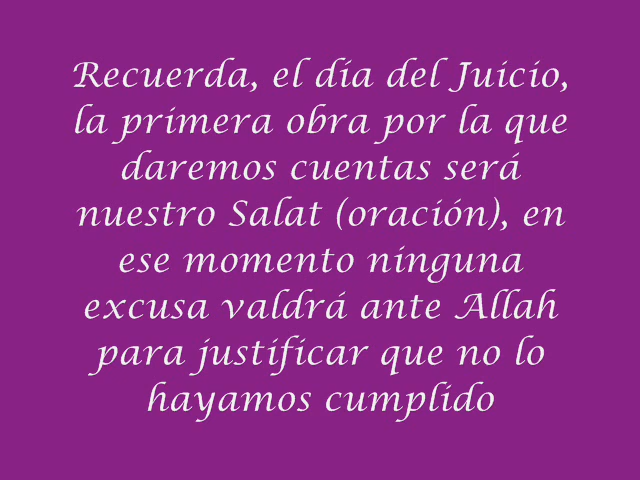 Recuerda, el día del Juicio,
la primera obra por la que
daremos cuentas será
nuestro Salat (oración), en
ese momento ninguna
excusa valdrá ante Allah
para justificar que no lo
hayamos cumplido